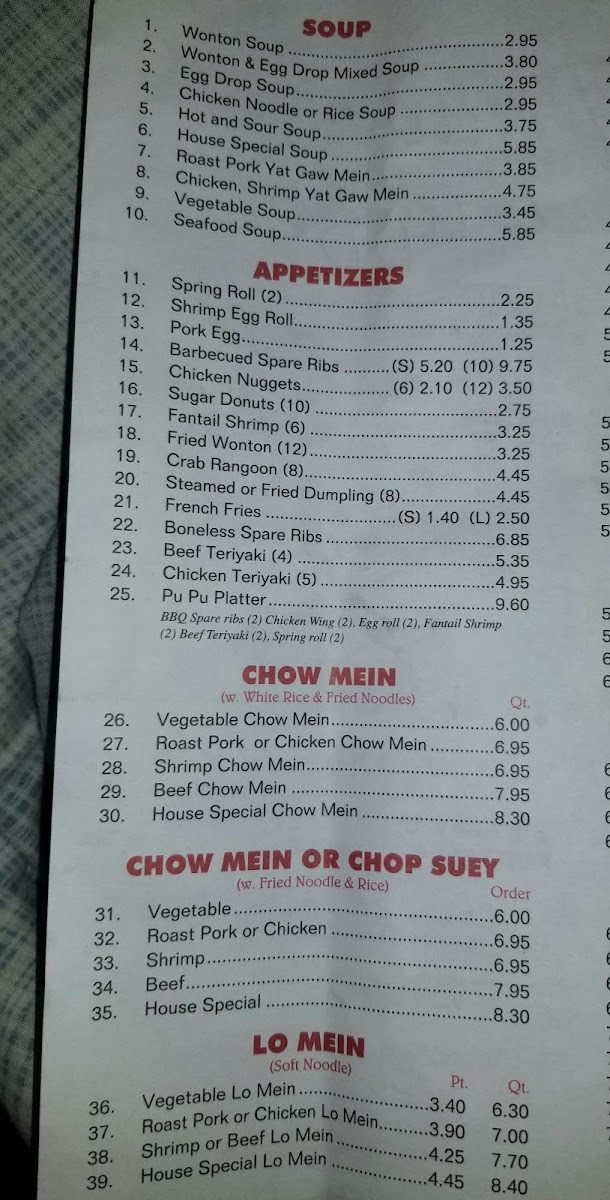 SOUP
1. Wonton Soup 2.95
2. Wonton & Egg Drop Mixed Soup 3.80
3. Egg Drop Soup 2.95
4. Chicken Noodle or Rice Soup 2.95
5. Hot and Sour Soup 3.75
6. House Special Soup 5.85
7. Roast Pork Yat Gaw Mein 3.85
8. Chicken, Shrimp Yat Gaw Mein 4.75
9. Vegetable Soup 3.45
10. Seafood Soup 5.85
APPETIZERS
11. Spring Roll (2) 2.25
12. Shrimp Egg Roll 1.35
13. Pork Egg 1.25
14. Barbecued Spare Ribs (S) 5.20 (10) 9.75
15. Chicken Nuggets (6) 2.10 (12) 3.50
16. Sugar Donuts (10) 2.75
17. Fantail Shrimp (6) 3.25
18. Fried Wonton (12) 3.25
19. Crab Rangoon (8) 4.45
20. Steamed or Fried Dumpling (8) 4.45
21. French Fries (S) 1.40 (L) 2.50
22. Boneless Spare Ribs 6.85
23. Beef Teriyaki (4) 5.35
24. Chicken Teriyaki (5) 4.95
25. Pu Pu Platter 9.60
BBQ Spare ribs (2) Chicken Wing (2), Egg roll (2), Fantail Shrimp
(2) Beef Teriyaki (2), Spring roll (2)
CHOW MEIN
(w. White Rice & Fried Noodles) Qt.
26. Vegetable Chow Mein 6.00
27. Roast Pork or Chicken Chow Mein 6.95
28. Shrimp Chow Mein 6.95
29. Beef Chow Mein 7.95
30. House Special Chow Mein 8.30
CHOW MEIN OR CHOP SUEY
(w. Fried Noodle & Rice) Order
31. Vegetable 6.00
32. Roast Pork or Chicken 6.95
33. Shrimp 6.95
34. Beef 7.95
35. House Special 8.30
LO MEIN
(Soft Noodle) Pt. Qt.
36. Vegetable Lo Mein 3.40 6.30
37. Roast Pork or Chicken Lo Mein 3.90 7.00
38. Shrimp or Beef Lo Mein 4.25 7.70
39. House Special Lo Mein 4.45 8.40